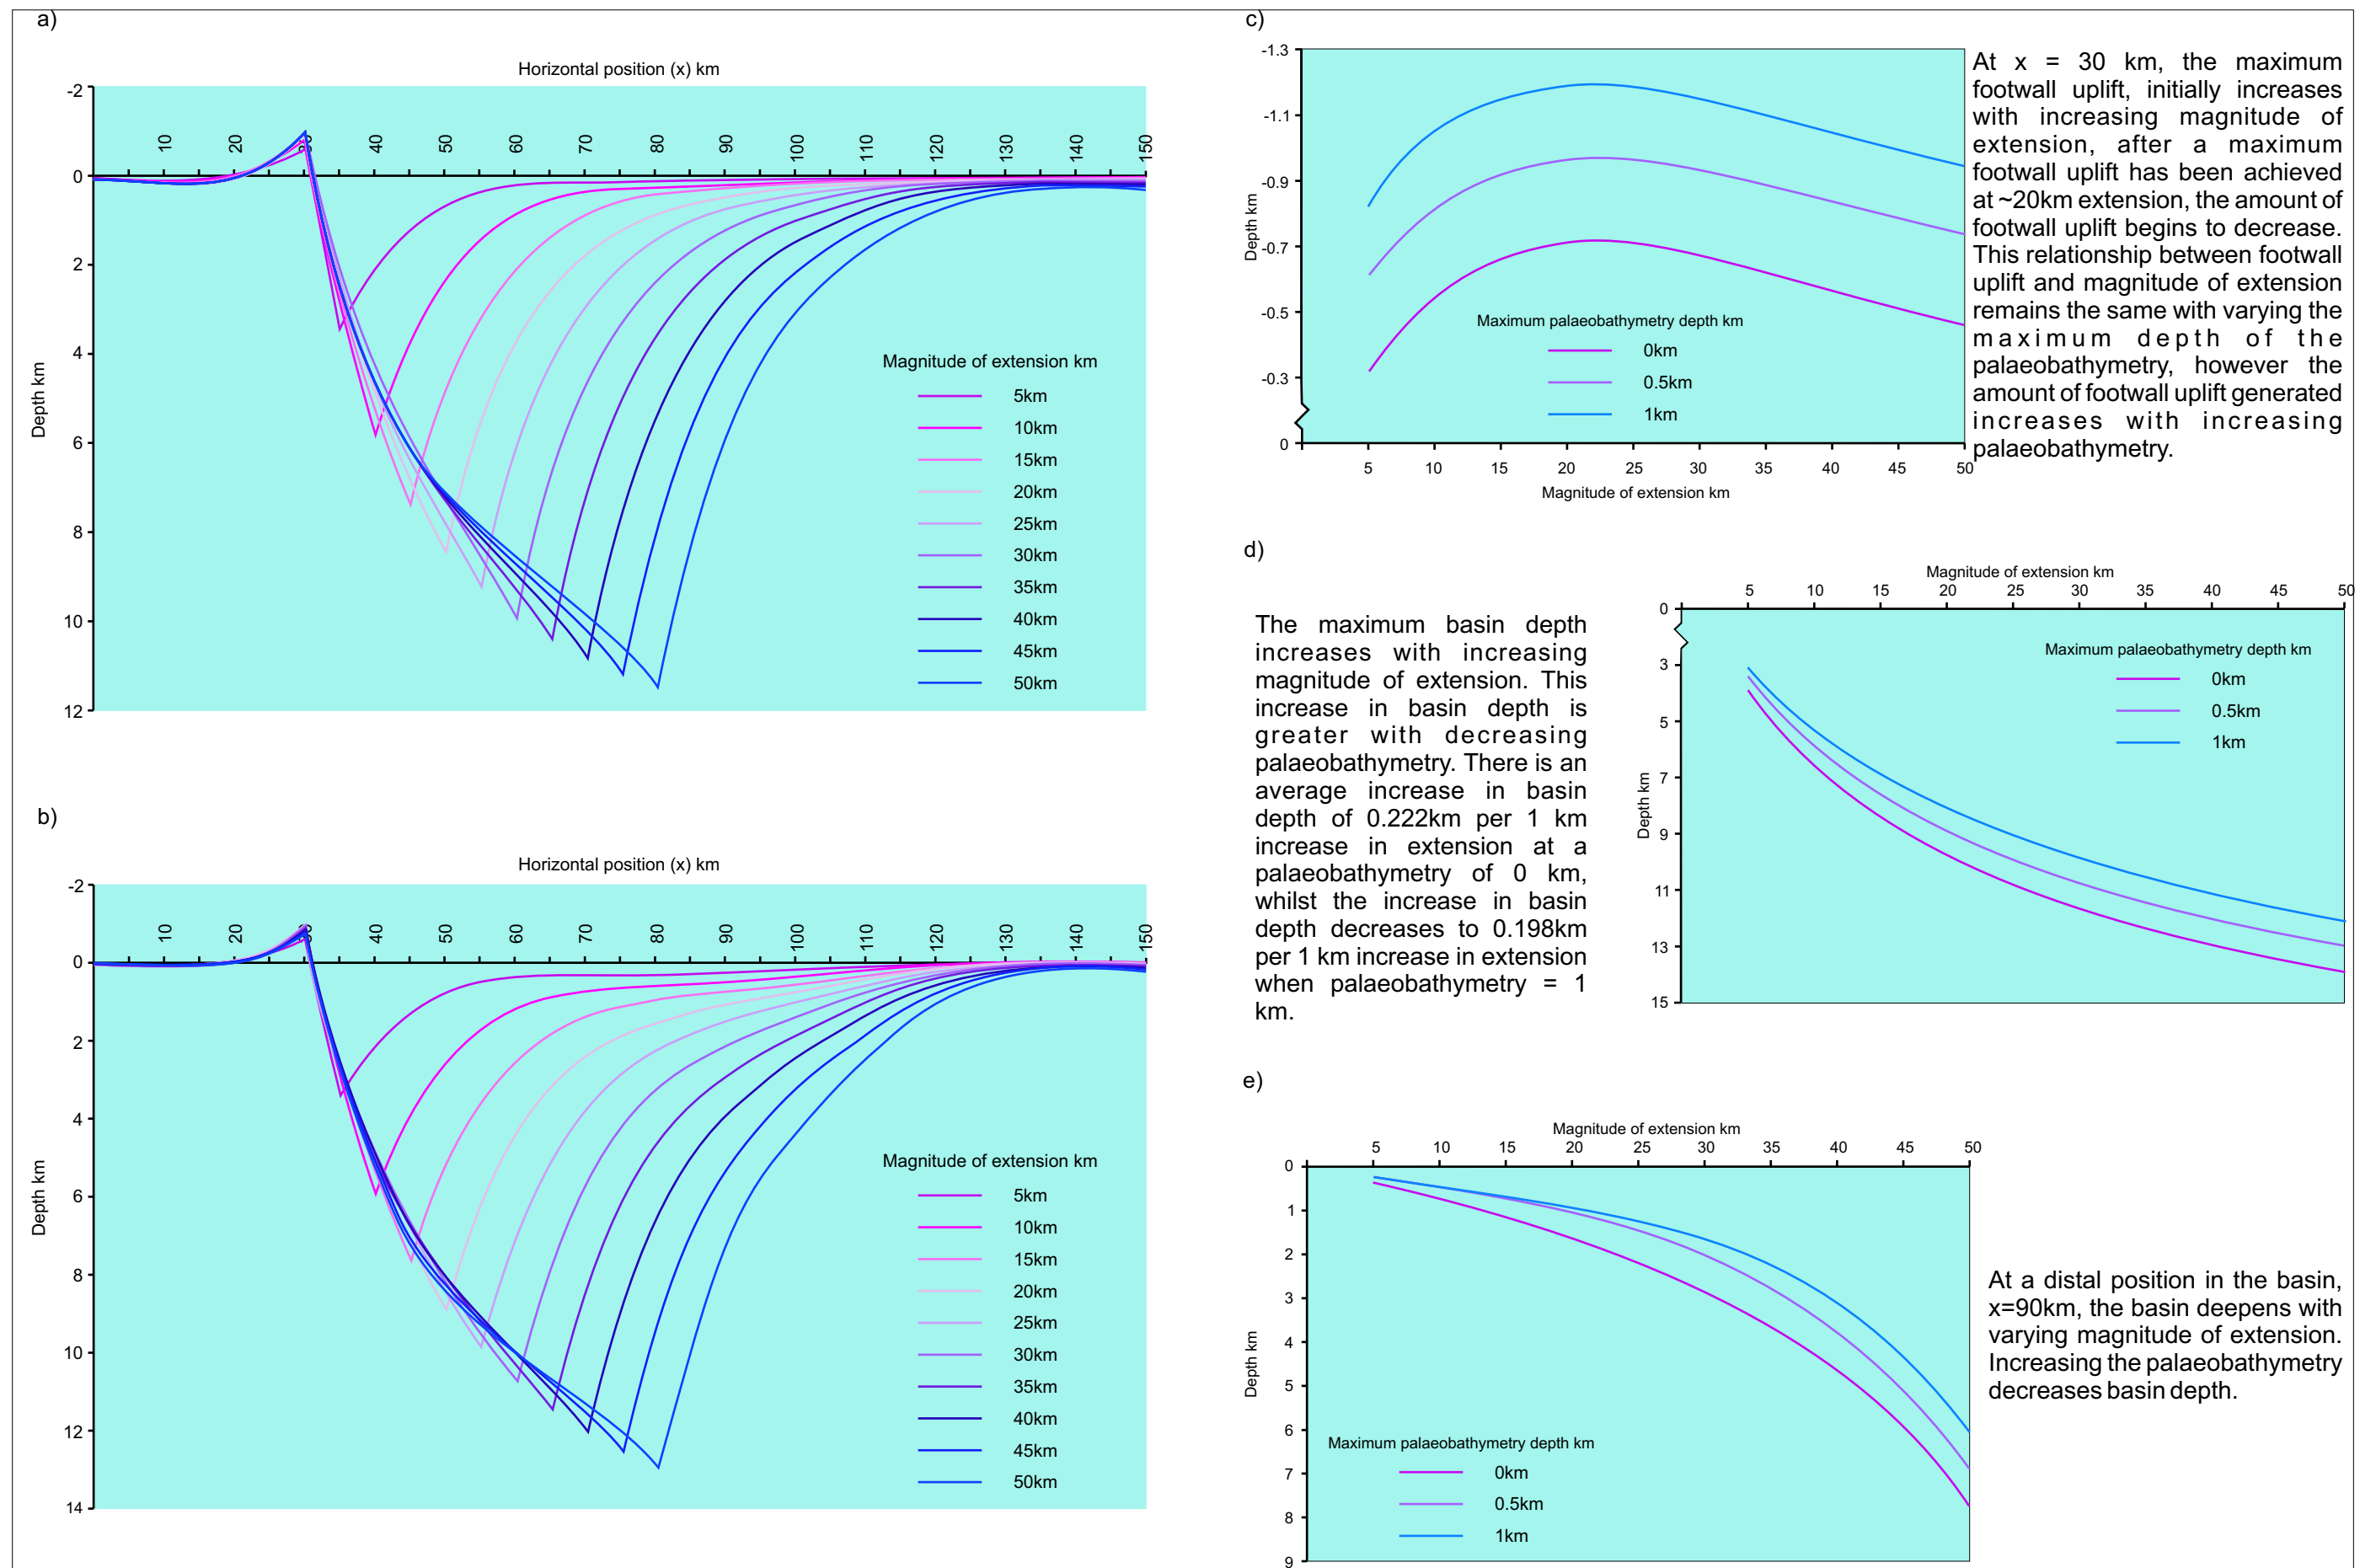 a)
Horizontal position (x) km
-2
10 20 30 40 50 60 70 80 90 100 110 120 130 140 150
0
2
4
6
8
10
12
Depth km
Magnitude of extension km
5km
10km
15km
20km
25km
30km
35km
40km
45km
50km
b)
Horizontal position (x) km
-2
10 20 30 40 50 60 70 80 90 100 110 120 130 140 150
0
2
4
6
8
10
12
14
Depth km
Magnitude of extension km
5km
10km
15km
20km
25km
30km
35km
40km
45km
50km
c)
-1.3
-1.1
-0.9
-0.7
-0.5
-0.3
0
Depth km
Maximum palaeobathymetry depth km
0km
0.5km
1km
5 10 15 20 25 30 35 40 45 50
Magnitude of extension km
At x = 30 km, the maximum
footwall uplift, initially increases
with increasing magnitude of
extension, after a maximum
footwall uplift has been achieved
at ~20km extension, the amount of
footwall uplift begins to decrease.
This relationship between footwall
uplift and magnitude of extension
remains the same with varying the
maximum depth of the
palaeobathymetry, however the
amount of footwall uplift generated
increases with increasing
palaeobathymetry.
d)
The maximum basin depth
increases with increasing
magnitude of extension. This
increase in basin depth is
greater with decreasing
palaeobathymetry. There is an
average increase in basin
depth of 0.222km per 1 km
increase in extension at a
palaeobathymetry of 0 km,
whilst the increase in basin
depth decreases to 0.198km
per 1 km increase in extension
when palaeobathymetry = 1
km.
Magnitude of extension km
5 10 15 20 25 30 35 40 45 50
0
3
5
7
9
11
13
15
Depth km
Maximum palaeobathymetry depth km
0km
0.5km
1km
e)
Magnitude of extension km
5 10 15 20 25 30 35 40 45 50
0
1
2
3
4
5
6
7
8
9
Depth km
Maximum palaeobathymetry depth km
0km
0.5km
1km
At a distal position in the basin,
x=90km, the basin deepens with
varying magnitude of extension.
Increasing the palaeobathymetry
decreases basin depth.